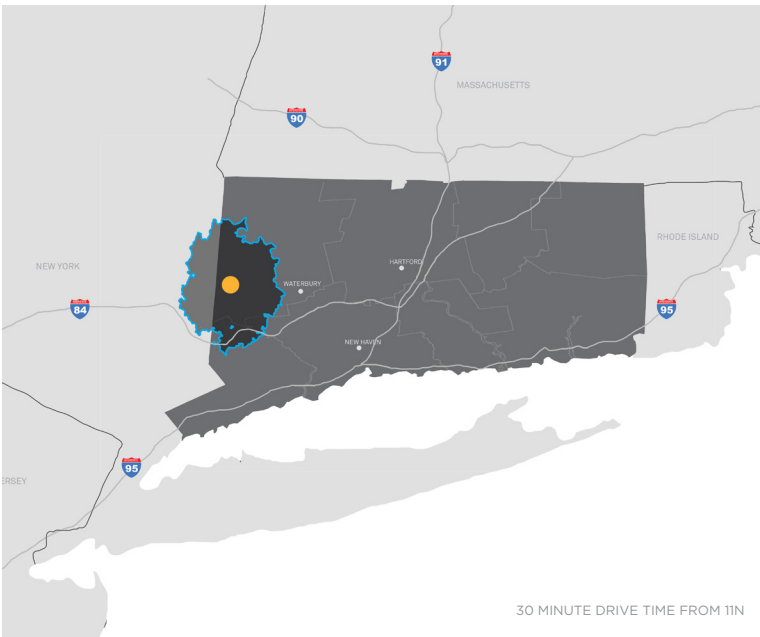 91
MASSACHUSETTS
90
RHODE ISLAND
HARTFORD
NEW YORK
WATERBURY
84
95
NEW HAVEN
95
ERSEY
30 MINUTE DRIVE TIME FROM 11N